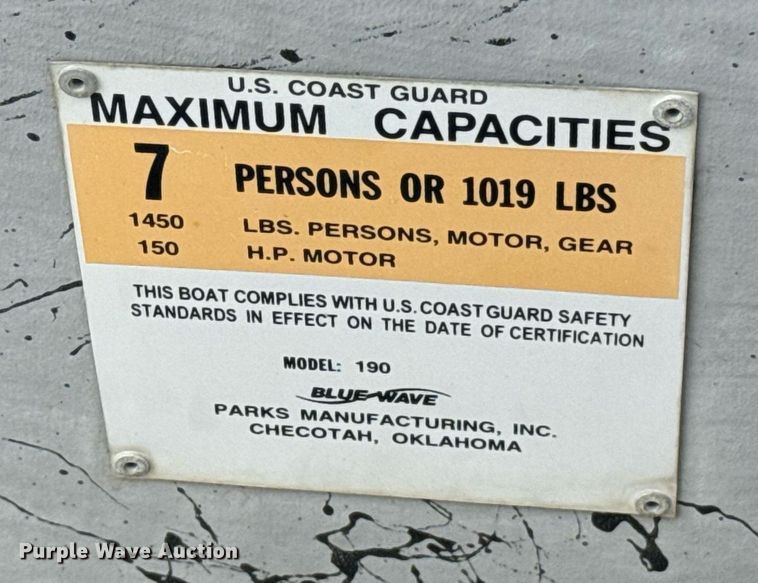 U.S. COAST GUARD
MAXIMUM CAPACITIES
7 PERSONS OR 1019 LBS
1450 LBS. PERSONS, MOTOR, GEAR
150 H.P. MOTOR
THIS BOAT COMPLIES WITH U.S. COAST GUARD SAFETY
STANDARDS IN EFFECT ON THE DATE OF CERTIFICATION
MODEL: 190
BLUE WAVE
PARKS MANUFACTURING, INC.
CHECOTAH, OKLAHOMA
Purple Wave Auction